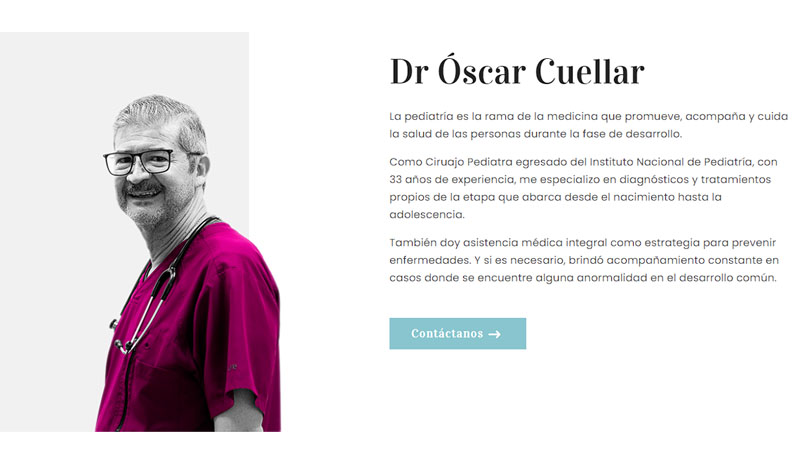 Dr Óscar Cuellar
La pediatría es la rama de la medicina que promueve, acompaña y cuida
la salud de las personas durante la fase de desarrollo.
Como Ciruajo Pediatra egresado del Instituto Nacional de Pediatría, con
33 años de experiencia, me especializo en diagnósticos y tratamientos
propios de la etapa que abarca desde el nacimiento hasta la
adolescencia.
También doy asistencia médica integral como estrategia para prevenir
enfermedades. Y si es necesario, brindó acompañamiento constante en
casos donde se encuentre alguna anormalidad en el desarrollo común.
Contáctanos →